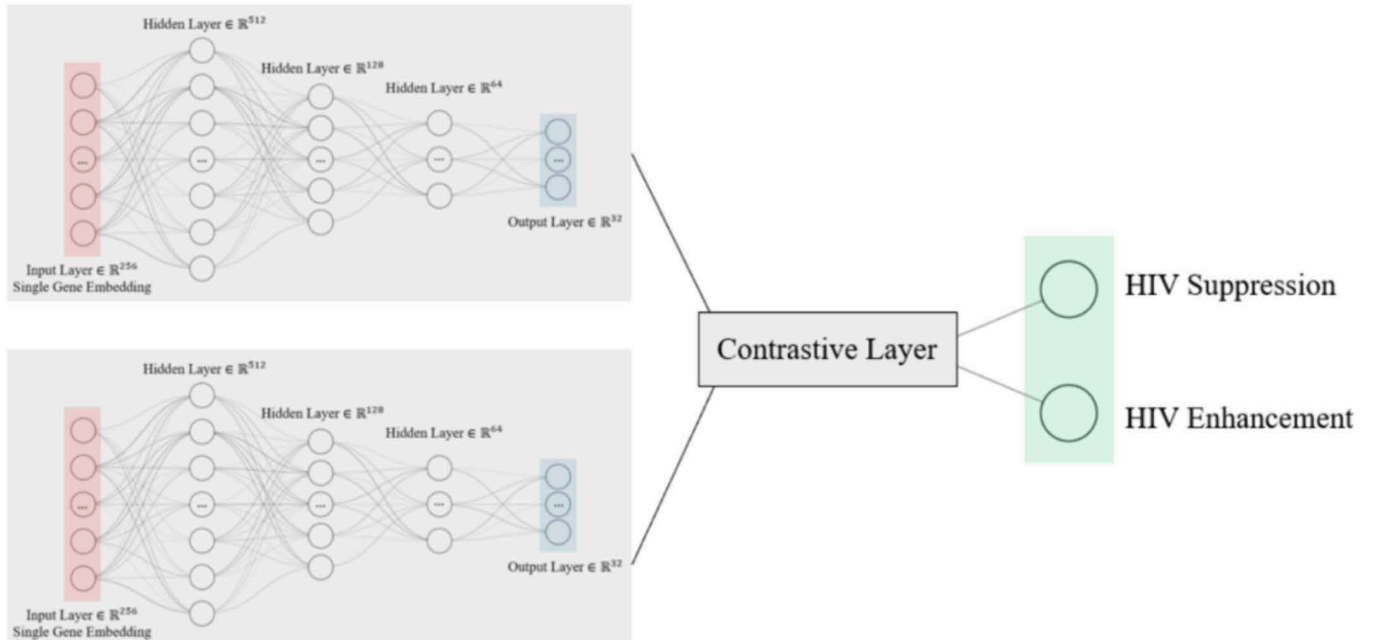 Hidden Layer ∈ ℝ⁵¹²
Hidden Layer ∈ ℝ¹²⁸
Hidden Layer ∈ ℝ⁶⁴
...
...
...
...
...
Output Layer ∈ ℝ³²
Input Layer ∈ ℝ²⁵⁶
Single Gene Embedding
Hidden Layer ∈ ℝ⁵¹²
Hidden Layer ∈ ℝ¹²⁸
Hidden Layer ∈ ℝ⁶⁴
...
...
...
...
...
Output Layer ∈ ℝ³²
Input Layer ∈ ℝ²⁵⁶
Single Gene Embedding
Contrastive Layer
HIV Suppression
HIV Enhancement